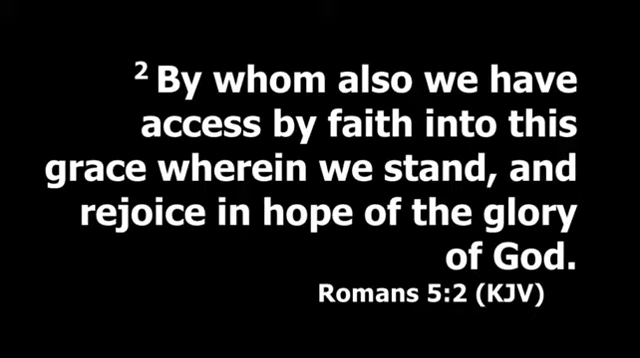 2 By whom also we have
access by faith into this
grace wherein we stand, and
rejoice in hope of the glory
of God.
Romans 5:2 (KJV)